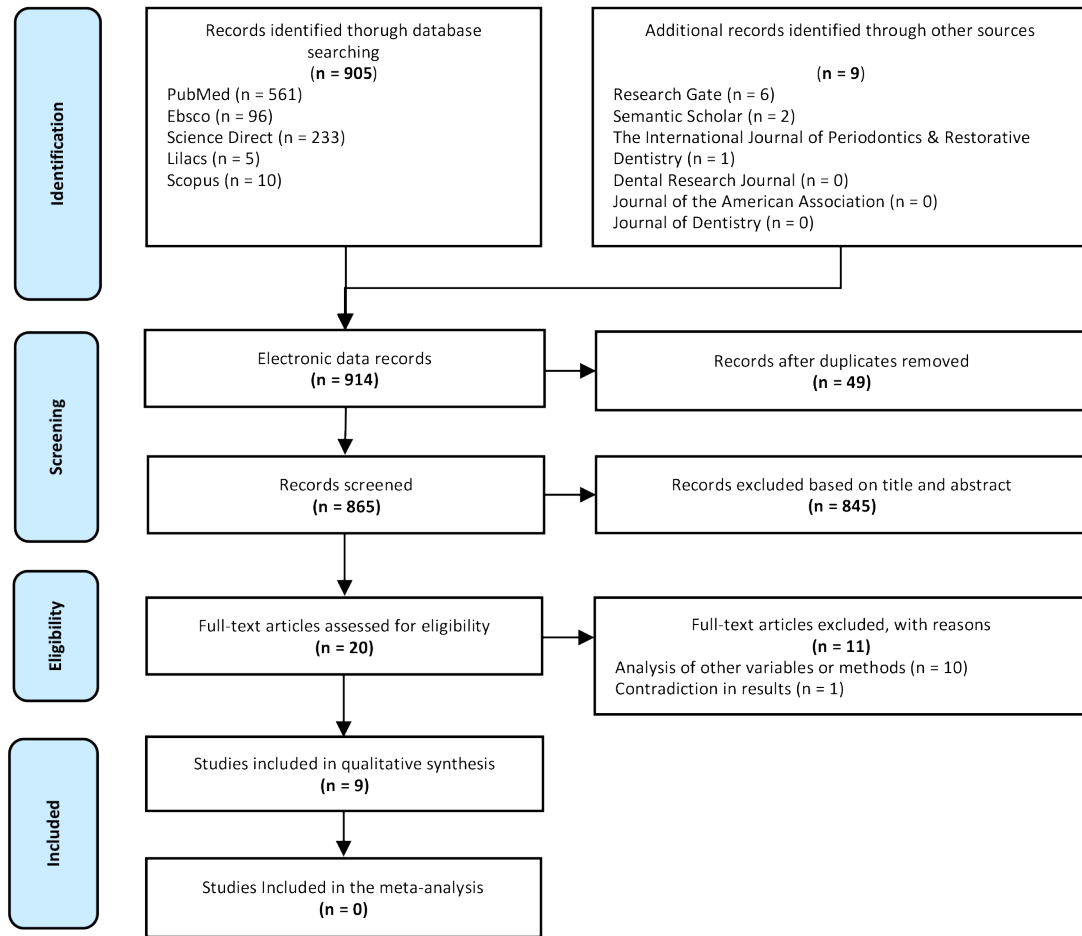 Identification
Records identified thorugh database
searching
(n = 905)
PubMed (n = 561)
Ebsco (n = 96)
Science Direct (n = 233)
Lilacs (n = 5)
Scopus (n = 10)
Additional records identified through other sources
(n = 9)
Research Gate (n = 6)
Semantic Scholar (n = 2)
The International Journal of Periodontics & Restorative
Dentistry (n = 1)
Dental Research Journal (n = 0)
Journal of the American Association (n = 0)
Journal of Dentistry (n = 0)
Screening
Electronic data records
(n = 914)
Records after duplicates removed
(n = 49)
Records screened
(n = 865)
Records excluded based on title and abstract
(n = 845)
Eligibility
Full-text articles assessed for eligibility
(n = 20)
Full-text articles excluded, with reasons
(n = 11)
Analysis of other variables or methods (n = 10)
Contradiction in results (n = 1)
Included
Studies included in qualitative synthesis
(n = 9)
Studies Included in the meta-analysis
(n = 0)